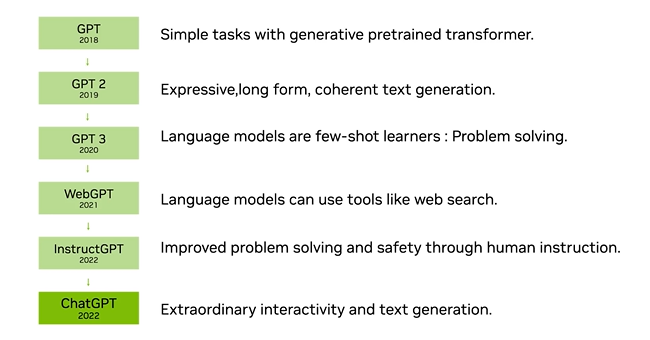 GPT
2018
Simple tasks with generative pretrained transformer.
↓
GPT 2
2019
Expressive,long form, coherent text generation.
↓
GPT 3
2020
Language models are few-shot learners : Problem solving.
↓
WebGPT
2021
Language models can use tools like web search.
↓
InstructGPT
2022
Improved problem solving and safety through human instruction.
↓
ChatGPT
2022
Extraordinary interactivity and text generation.